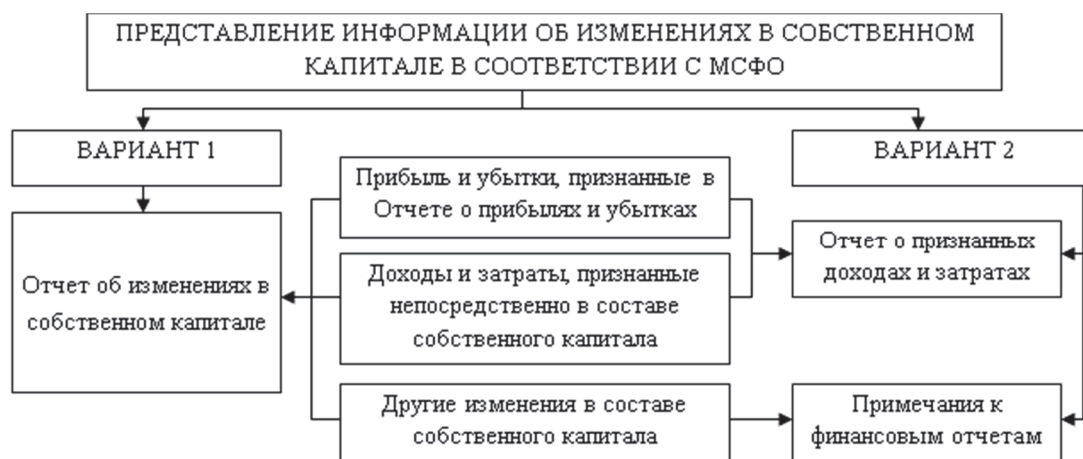 ПРЕДСТАВЛЕНИЕ ИНФОРМАЦИИ ОБ ИЗМЕНЕНИЯХ В СОБСТВЕННОМ
КАПИТАЛЕ В СООТВЕТСТВИИ С МСФО
ВАРИАНТ 1
ВАРИАНТ 2
Прибыль и убытки, признанные в
Отчете о прибылях и убытках
Отчет об изменениях в
собственном капитале
Доходы и затраты, признанные
непосредственно в составе
собственного капитала
Отчет о признанных
доходах и затратах
Другие изменения в составе
собственного капитала
Примечания к
финансовым отчетам